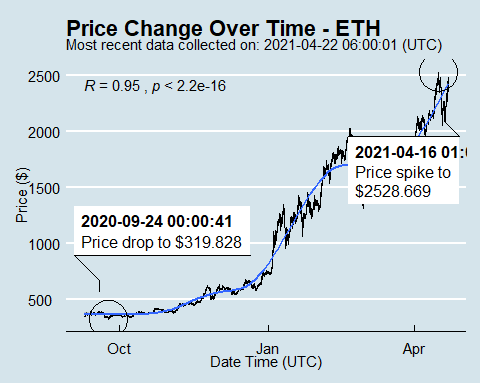 Price Change Over Time - ETH
Most recent data collected on: 2021-04-22 06:00:01 (UTC)
R = 0.95 , p < 2.2e-16
2500
2000
1500
1000
500
Price ($)
2021-04-16 01:
Price spike to
$2528.669
2020-09-24 00:00:41
Price drop to $319.828
Oct
Jan
Apr
Date Time (UTC)